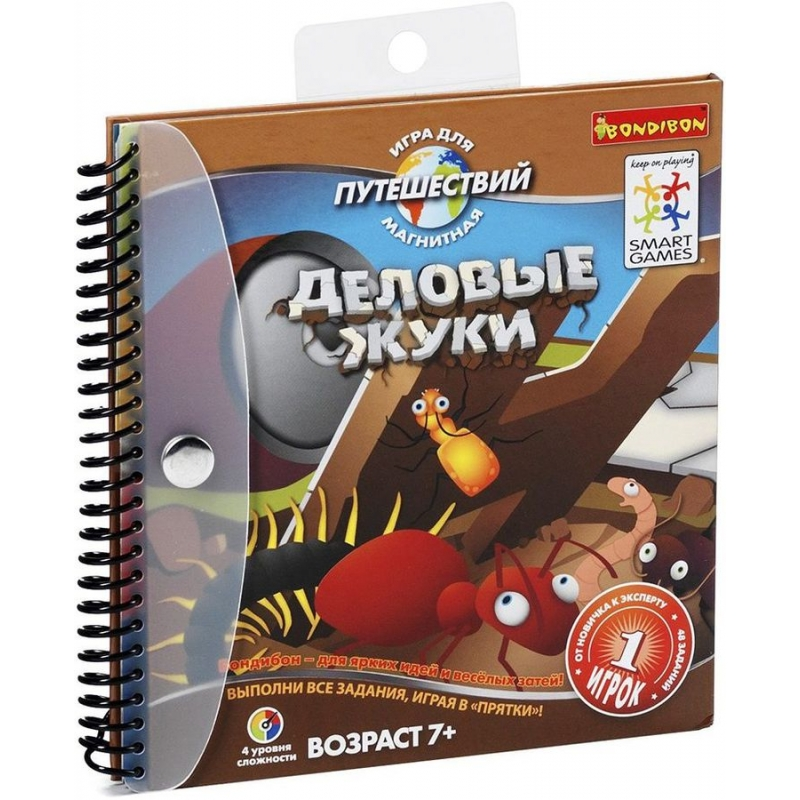 BONDIBON
ИГРА ДЛЯ
ПУТЕШЕСТВИЙ
МАГНИТНАЯ
keep on playing
SMART
GAMES
ДЕЛОВЫЕ
ЖУКИ
ОТ НОВИЧКА К ЭКСПЕРТУ
48 ЗАДАНИЙ
1
ИГРОК
Бондибон – для ярких идей и весёлых затей!
ВЫПОЛНИ ВСЕ ЗАДАНИЯ, ИГРАЯ В «ПРЯТКИ»!
4 УРОВНЯ
СЛОЖНОСТИ
ВОЗРАСТ 7+